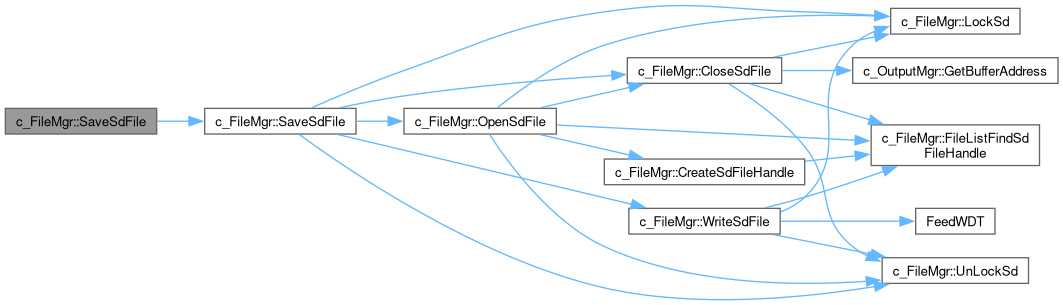 c_FileMgr::SaveSdFile
c_FileMgr::SaveSdFile
c_FileMgr::OpenSdFile
c_FileMgr::CloseSdFile
c_FileMgr::CreateSdFileHandle
c_FileMgr::WriteSdFile
c_FileMgr::LockSd
c_OutputMgr::GetBufferAddress
c_FileMgr::FileListFindSd
FileHandle
FeedWDT
c_FileMgr::UnLockSd